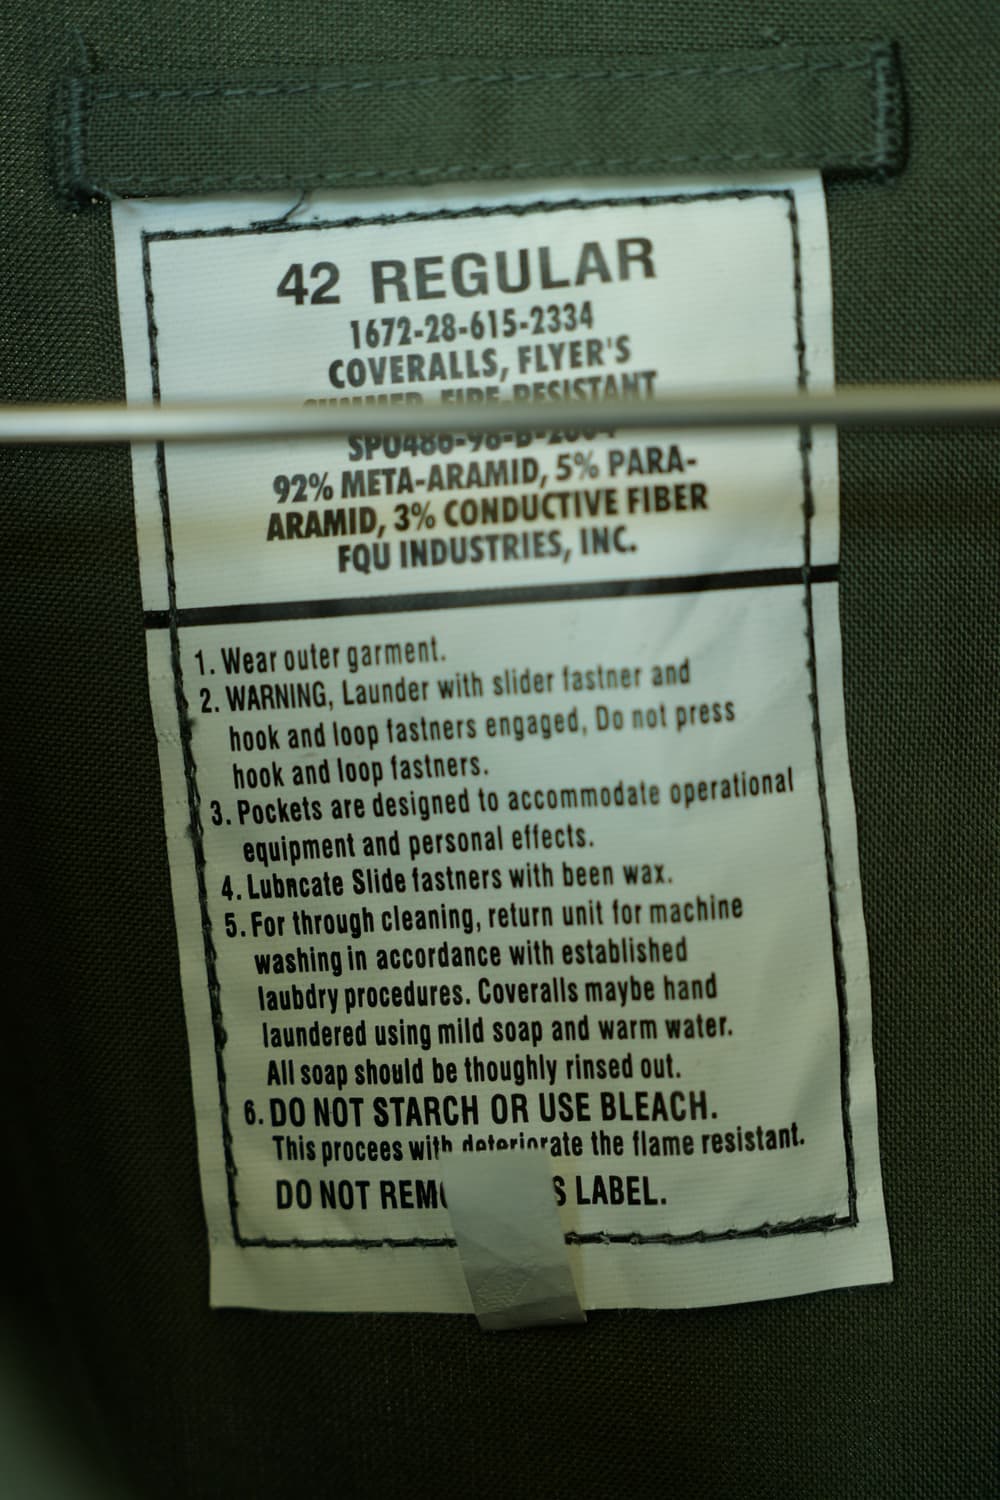 42 REGULAR
1672-28-615-2334
COVERALLS, FLYER'S
SUMMER, FIRE-RESISTANT
92% META-ARAMID, 5% PARA-
ARAMID, 3% CONDUCTIVE FIBER
FQU INDUSTRIES, INC.
1. Wear outer garment.
2. WARNING, Launder with slider fastner and
hook and loop fastners engaged, Do not press
hook and loop fastners.
3. Pockets are designed to accommodate operational
equipment and personal effects.
4. Lubncate Slide fastners with been wax.
5. For through cleaning, return unit for machine
washing in accordance with established
laubdry procedures. Coveralls maybe hand
laundered using mild soap and warm water.
All soap should be thoughly rinsed out.
6. DO NOT STARCH OR USE BLEACH.
This procees with deteriorate the flame resistant.
DO NOT LABEL.